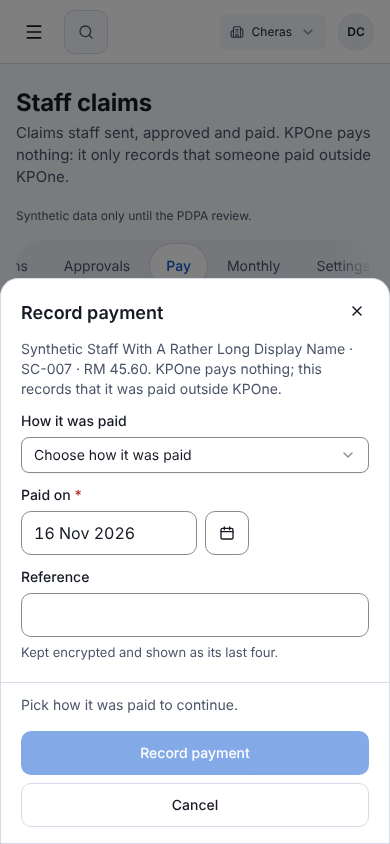 Cheras
DC
Staff claims
Claims staff sent, approved and paid. KPOne pays
nothing: it only records that someone paid outside
KPOne.
Synthetic data only until the PDPA review.
ns Approvals Pay Monthly Settings
Record payment
Synthetic Staff With A Rather Long Display Name ·
SC-007 · RM 45.60. KPOne pays nothing; this
records that it was paid outside KPOne.
How it was paid
Choose how it was paid
Paid on *
16 Nov 2026
Reference
Kept encrypted and shown as its last four.
Pick how it was paid to continue.
Record payment
Cancel